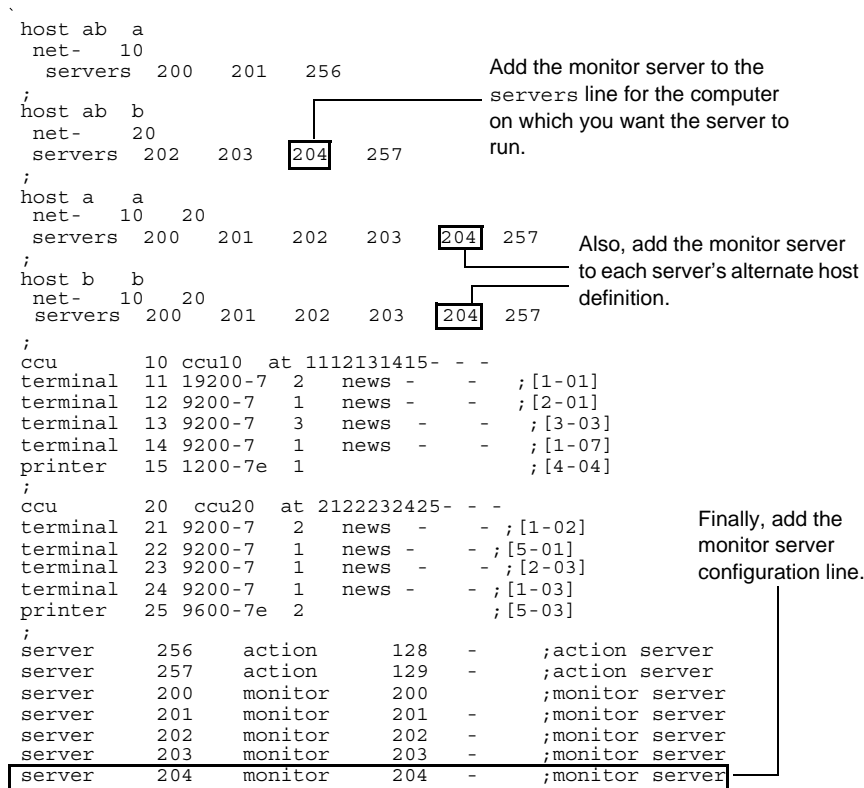 `
host ab  a
net-   10
servers  200   201   256
;
host ab  b
net-     20
servers  202   203   204   257
;
host a   a
net-   10   20
servers  200   201   202   203   204   257
;
host b   b
net-   10   20
servers  200   201   202   203   204   257
;
ccu       10 ccu10  at 1112131415- - -
terminal  11 19200-7  2   news -    -   ;[1-01]
terminal  12 9200-7   1   news -    -   ;[2-01]
terminal  13 9200-7   3   news  -    -   ;[3-03]
terminal  14 9200-7   1   news  -    -   ;[1-07]
printer   15 1200-7e  1                  ;[4-04]
;
ccu       20  ccu20  at 2122232425- - -
terminal  21 9200-7   2   news  -    - ;[1-02]
terminal  22 9200-7   1   news -    - ;[5-01]
terminal  23 9200-7   1   news  -    - ;[2-03]
terminal  24 9200-7   1   news -    - ;[1-03]
printer   25 9600-7e  2               ;[5-03]
;
server    256   action    128  -    ;action server
server    257   action    129  -    ;action server
server    200   monitor   200       ;monitor server
server    201   monitor   201  -    ;monitor server
server    202   monitor   202  -    ;monitor server
server    203   monitor   203  -    ;monitor server
server    204   monitor   204  -    ;monitor server
Add the monitor server to the
servers line for the computer
on which you want the server to
run.
Also, add the monitor server
to each server's alternate host
definition.
Finally, add the
monitor server
configuration line.